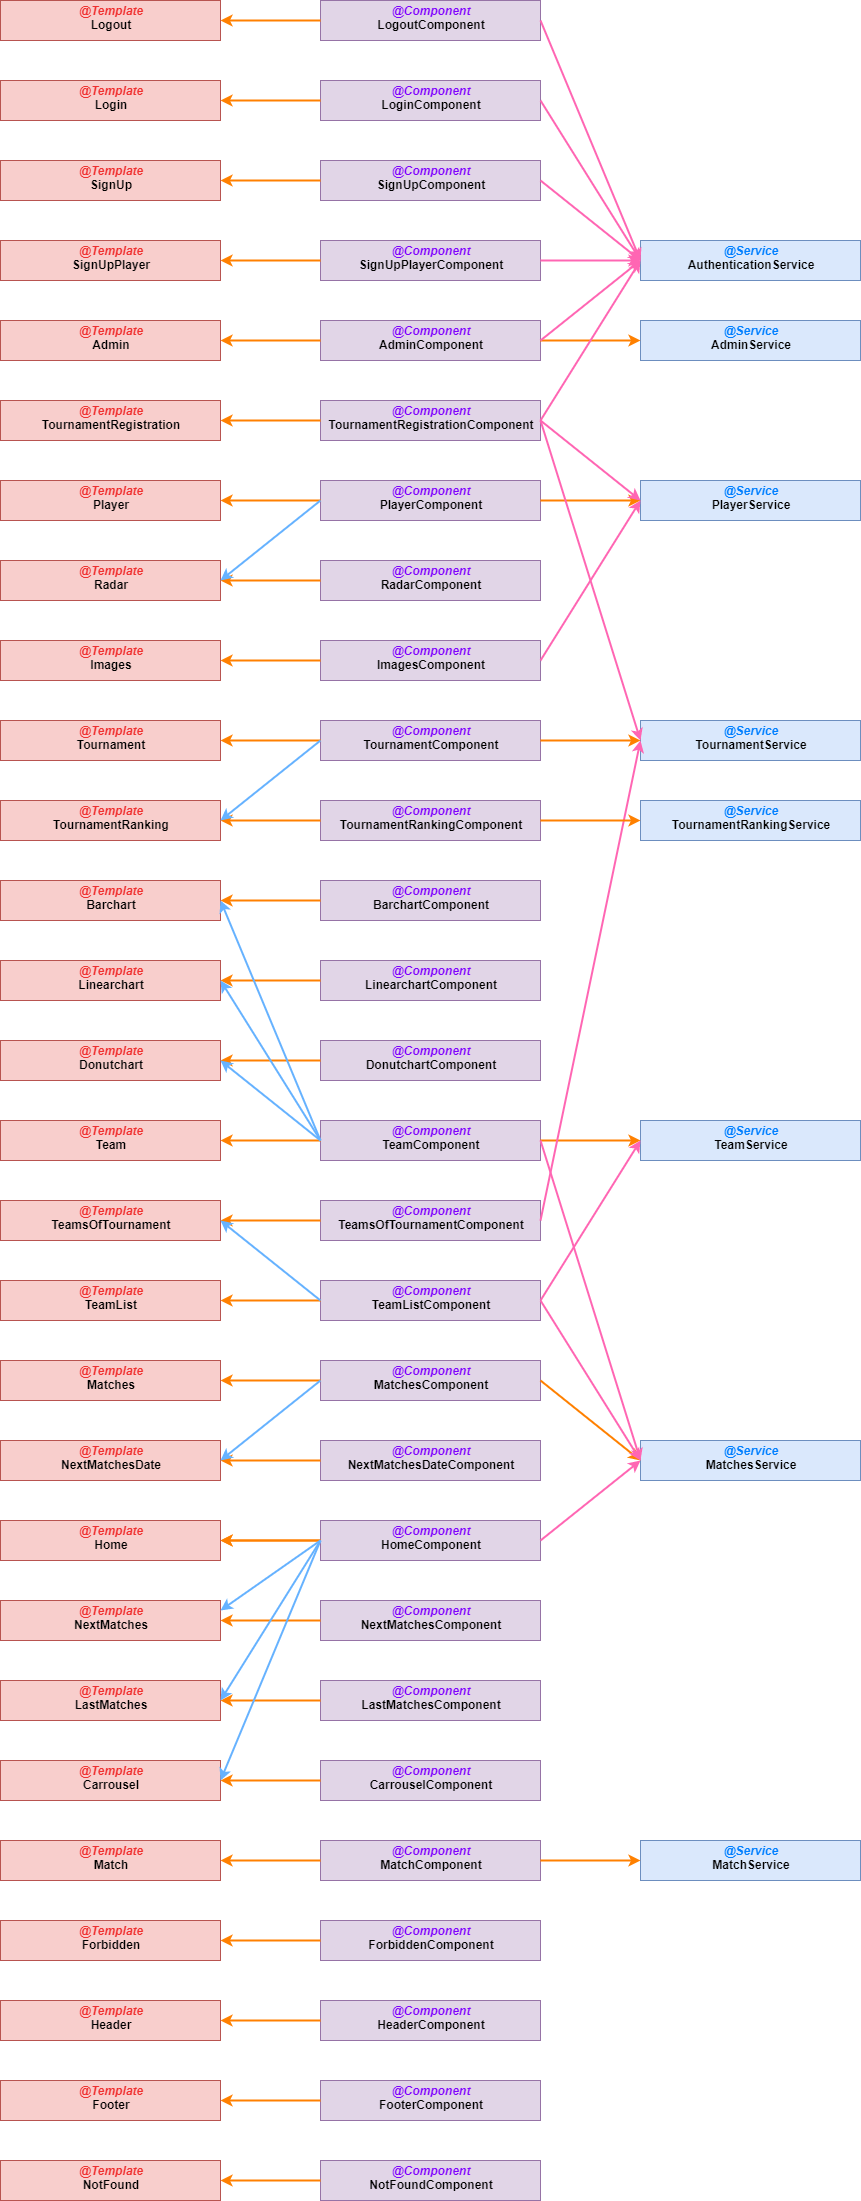 @Template
Logout
@Component
LogoutComponent
@Template
Login
@Component
LoginComponent
@Template
SignUp
@Component
SignUpComponent
@Template
SignUpPlayer
@Component
SignUpPlayerComponent
@Service
AuthenticationService
@Template
Admin
@Component
AdminComponent
@Service
AdminService
@Template
TournamentRegistration
@Component
TournamentRegistrationComponent
@Template
Player
@Component
PlayerComponent
@Service
PlayerService
@Template
Radar
@Component
RadarComponent
@Template
Images
@Component
ImagesComponent
@Template
Tournament
@Component
TournamentComponent
@Service
TournamentService
@Template
TournamentRanking
@Component
TournamentRankingComponent
@Service
TournamentRankingService
@Template
Barchart
@Component
BarchartComponent
@Template
Linearchart
@Component
LinearchartComponent
@Template
Donutchart
@Component
DonutchartComponent
@Template
Team
@Component
TeamComponent
@Service
TeamService
@Template
TeamsOfTournament
@Component
TeamsOfTournamentComponent
@Template
TeamList
@Component
TeamListComponent
@Template
Matches
@Component
MatchesComponent
@Template
NextMatchesDate
@Component
NextMatchesDateComponent
@Service
MatchesService
@Template
Home
@Component
HomeComponent
@Template
NextMatches
@Component
NextMatchesComponent
@Template
LastMatches
@Component
LastMatchesComponent
@Template
Carrousel
@Component
CarrouselComponent
@Template
Match
@Component
MatchComponent
@Service
MatchService
@Template
Forbidden
@Component
ForbiddenComponent
@Template
Header
@Component
HeaderComponent
@Template
Footer
@Component
FooterComponent
@Template
NotFound
@Component
NotFoundComponent